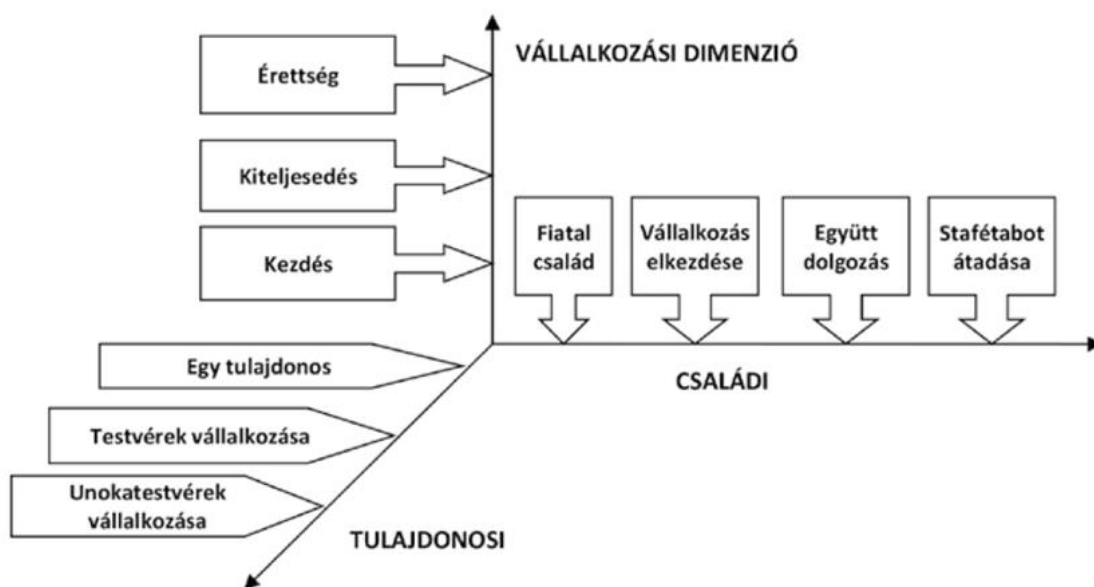 VÁLLALKOZÁSI DIMENZIÓ
Érettség
Kiteljesedés
Kezdés
Fiatal
család
Vállalkozás
elkezdése
Együtt
dolgozás
Stafétabot
átadása
CSALÁDI
Egy tulajdonos
Testvérek vállalkozása
Unokatestvérek
vállalkozása
TULAJDONOSI